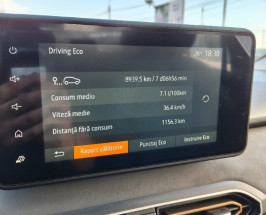 Driving Eco
18:30
8939.5 km / 7 d06h56 min
Consum mediu
7.1 l/100km
Viteză medie
36.4 km/h
Distanţă fără consum
1156.3 km
Raport călătorie
Punctaj Eco
Instruire Eco